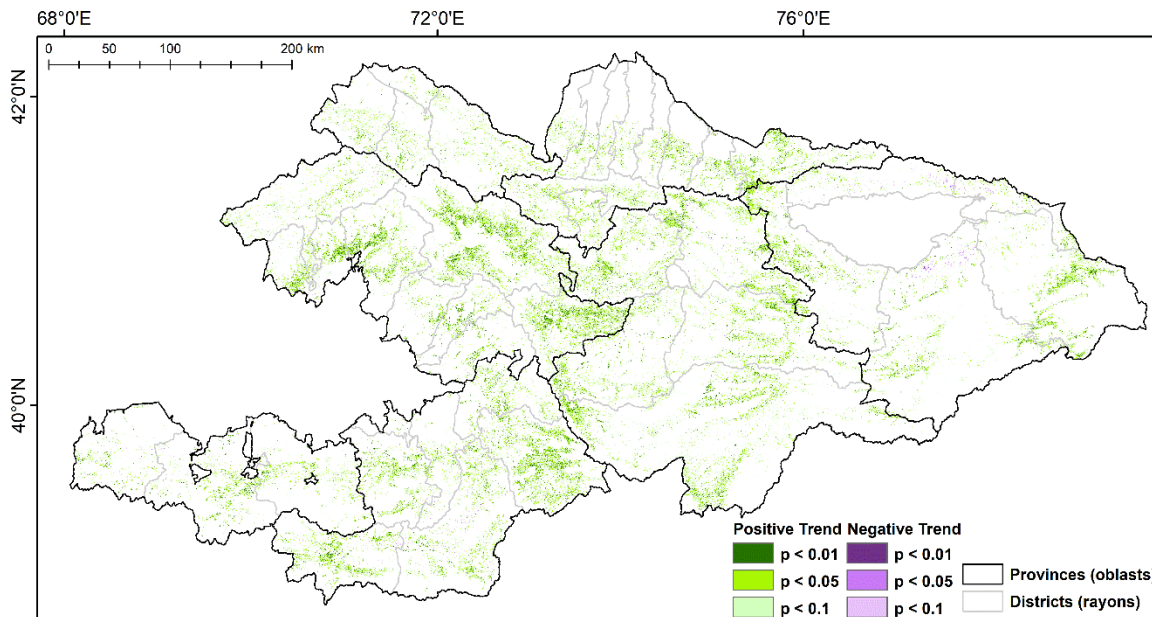 68°0'E 72°0'E 76°0'E
0 50 100 200 km
42°0'N
40°0'N
Positive Trend Negative Trend
p < 0.01 p < 0.01
p < 0.05 p < 0.05 Provinces (oblasts)
p < 0.1 p < 0.1 Districts (rayons)